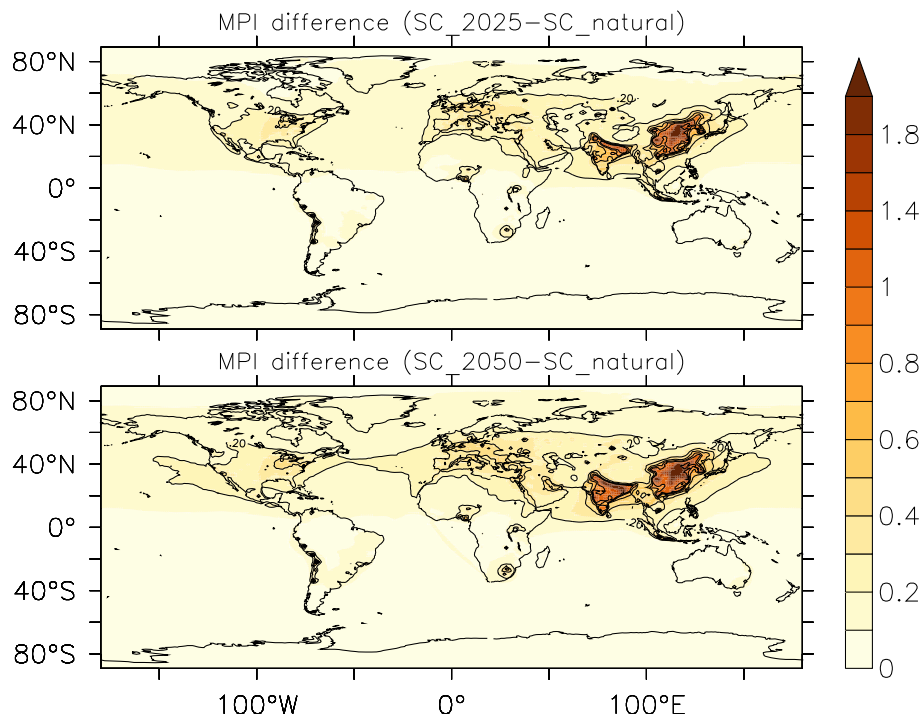 MPI difference (SC_2025-SC_natural)
80°N
40°N
0°
40°S
80°S
.20
.20
MPI difference (SC_2050-SC_natural)
80°N
40°N
0°
40°S
80°S
.20
.20
.20
100°W
0°
100°E
1.8
1.4
1
0.8
0.6
0.4
0.2
0